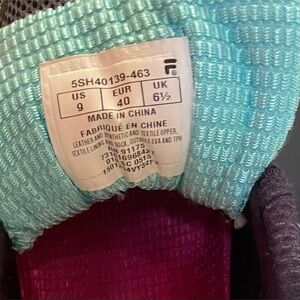 5SH40139-463
US EUR UK
9 40 6½
MADE IN CHINA
FABRIQUÉ EN CHINE
LEATHER AND SYNTHETIC AND TEXTILE UPPER,
TEXTILE LINING AND SOCK, OUTSOLE EVA AND TPR
91175